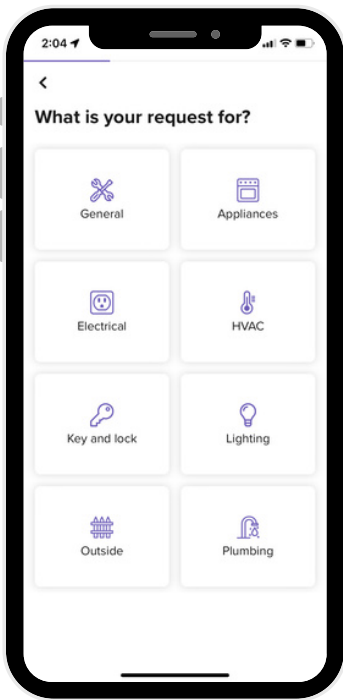 2:04
What is your request for?
General
Appliances
Electrical
HVAC
Key and lock
Lighting
Outside
Plumbing